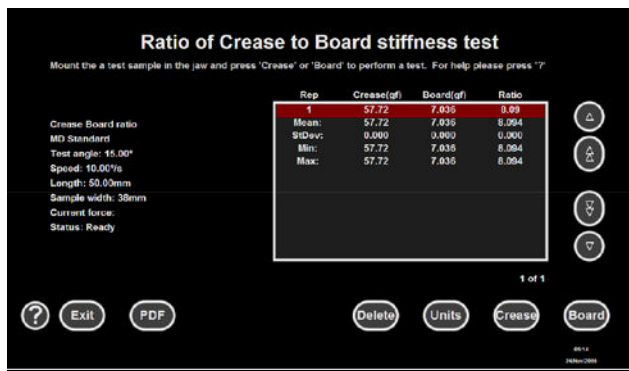 Ratio of Crease to Board stiffness test
Mount the a test sample in the jaw and press 'Crease' or 'Board' to perform a test. For help please press '?'
Rep Crease(gf) Board(gf) Ratio
1 57.72 7.036 0.09
Mean: 57.72 7.036 8.094
StDev: 0.000 0.000 0.000
Min: 57.72 7.036 8.094
Max: 57.72 7.036 8.094
Crease Board ratio
MD Standard
Test angle: 15.00°
Speed: 10.00°/s
Length: 50.00mm
Sample width: 38mm
Current force:
Status: Ready
1 of 1
? Exit PDF Delete Units Crease Board